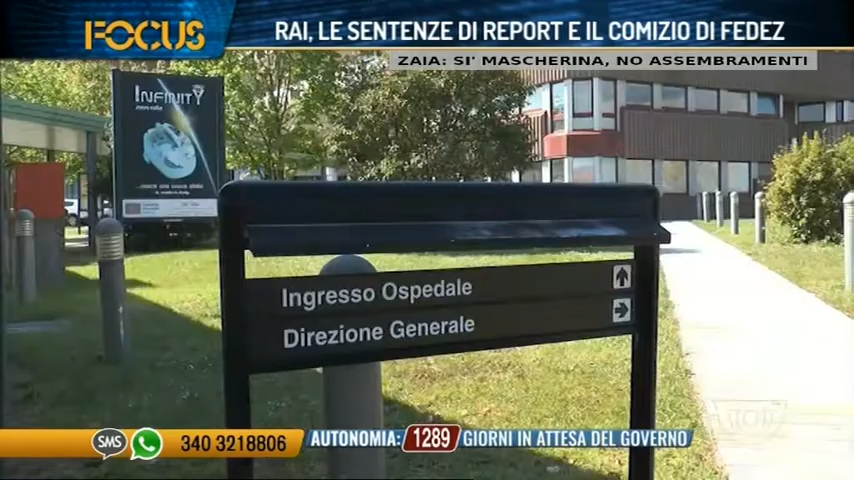 FOCUS
RAI, LE SENTENZE DI REPORT E IL COMIZIO DI FEDEZ
ZAIA: SI' MASCHERINA, NO ASSEMBRAMENTI
INFINITY
Ingresso Ospedale
Direzione Generale
SMS 340 3218806
AUTONOMIA: 1289 GIORNI IN ATTESA DEL GOVERNO